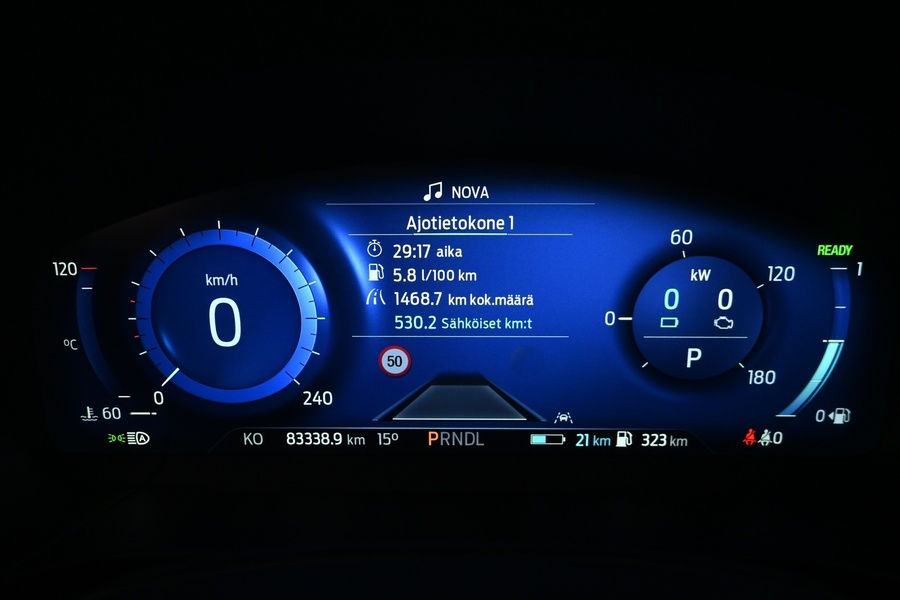 NOVA
Ajotietokone 1
29:17 aika
5.8 l/100 km
1468.7 km kok.määrä
530.2 Sähköiset km:t
50
120
°C
60
km/h
0
0
240
60
0
120
180
kW
0 0
P
READY
1
0
A
KO 83338.9 km 15° PRNDL 21 km 323 km
0